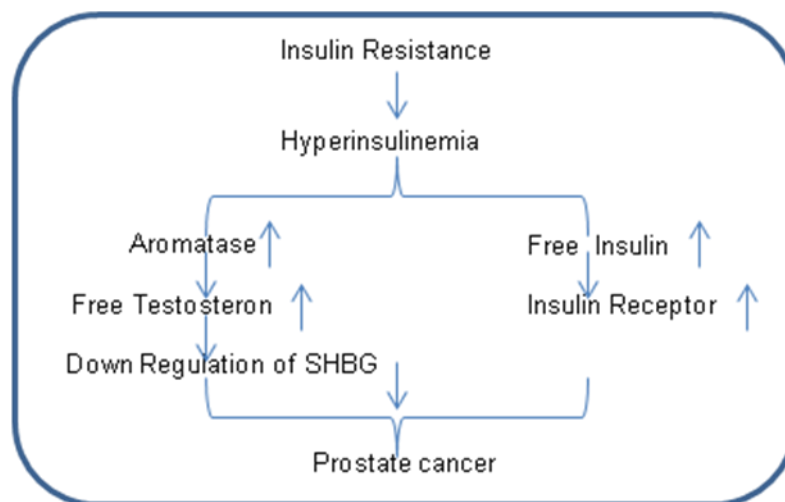 Insulin Resistance
Hyperinsulinemia
Aromatase
Free Insulin
Free Testosteron
Insulin Receptor
Down Regulation of SHBG
Prostate cancer